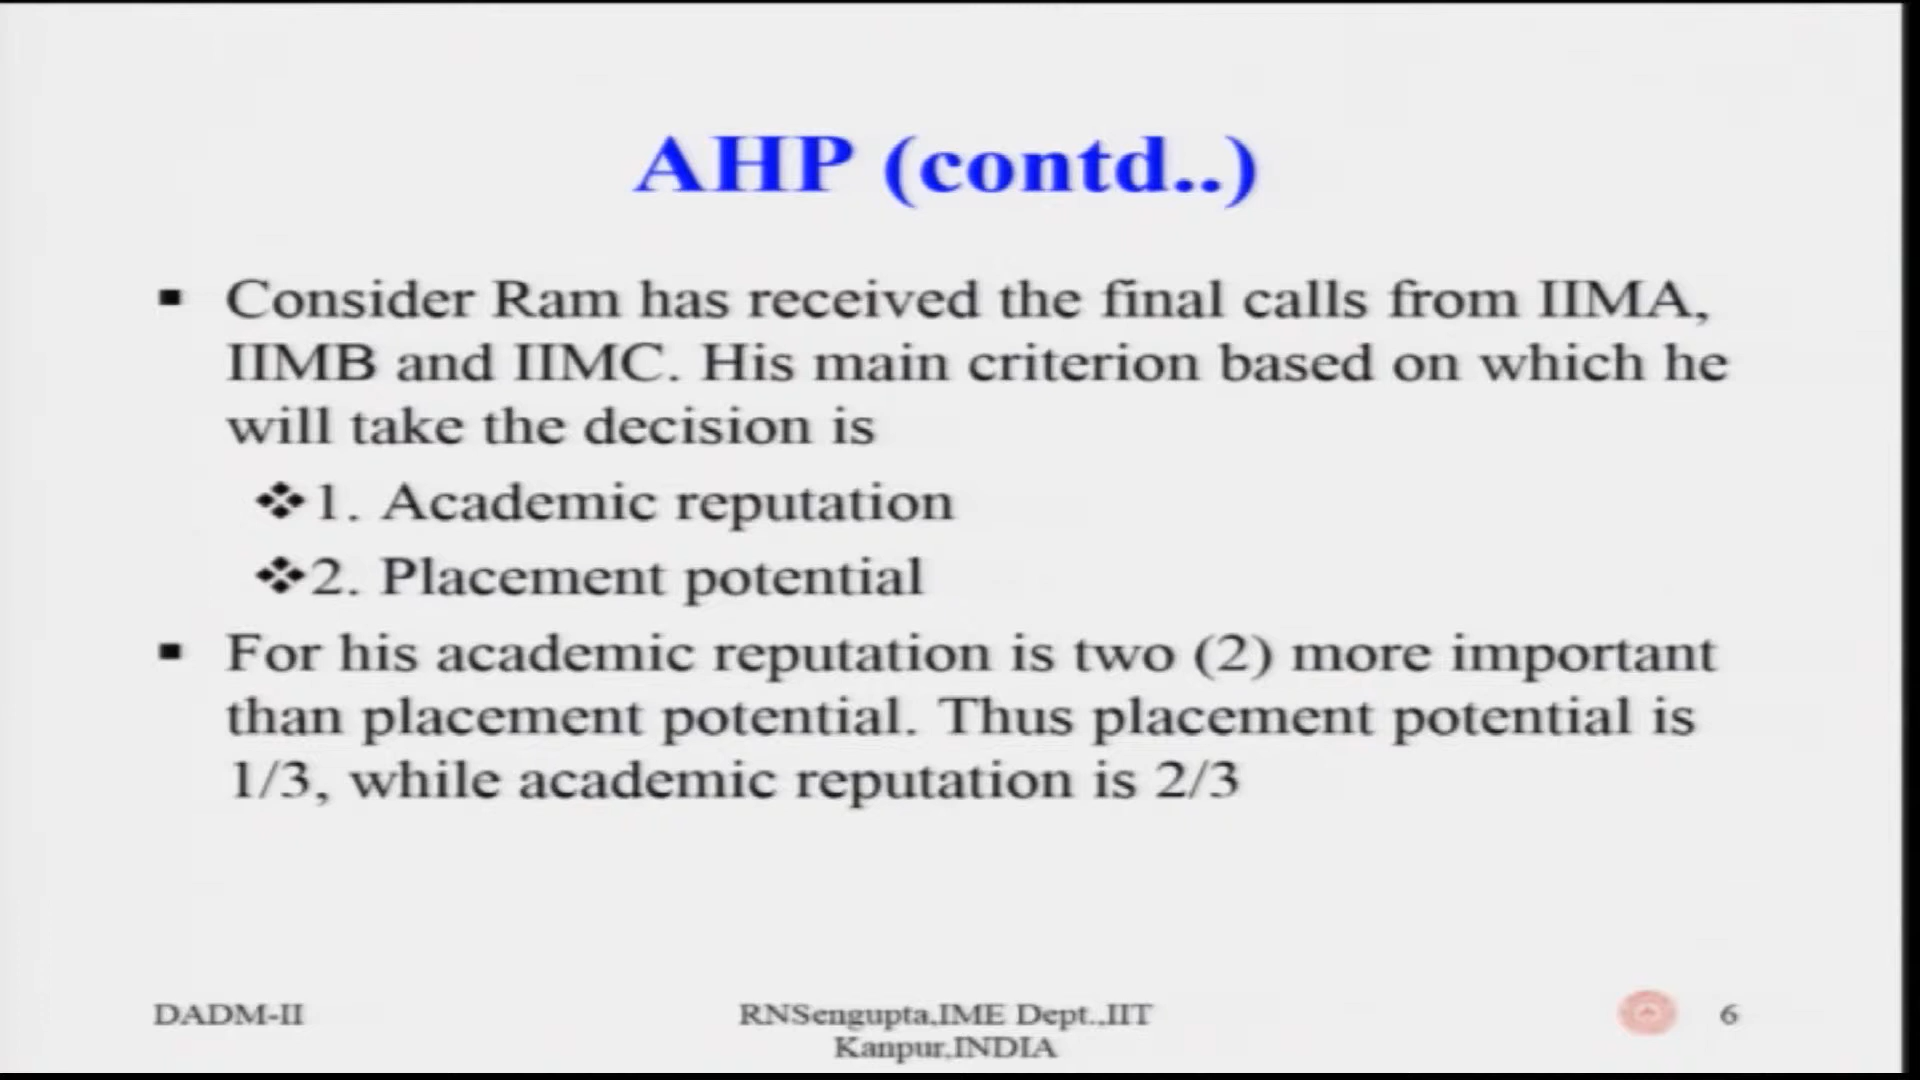 AHP (contd..)
Consider Ram has received the final calls from IIMA,
IIMB and IIMC. His main criterion based on which he
will take the decision is
1. Academic reputation
2. Placement potential
For his academic reputation is two (2) more important
than placement potential. Thus placement potential is
1/3, while academic reputation is 2/3
DADM-II
RNSengupta,IME Dept.,IIT
Kanpur,INDIA
6